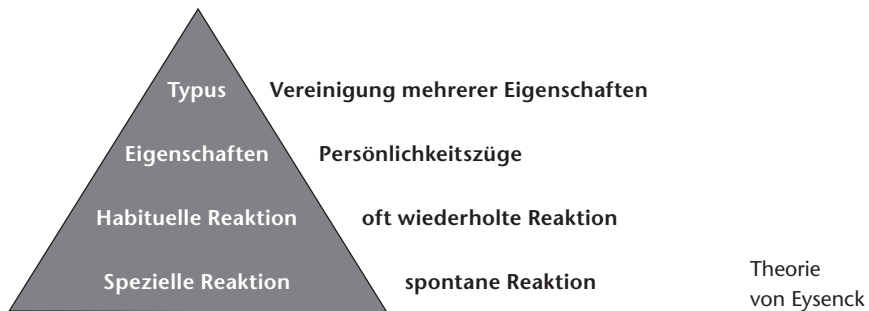 Typus Vereinigung mehrerer Eigenschaften
Eigenschaften Persönlichkeitszüge
Habituelle Reaktion oft wiederholte Reaktion
Spezielle Reaktion spontane Reaktion
Theorie
von Eysenck